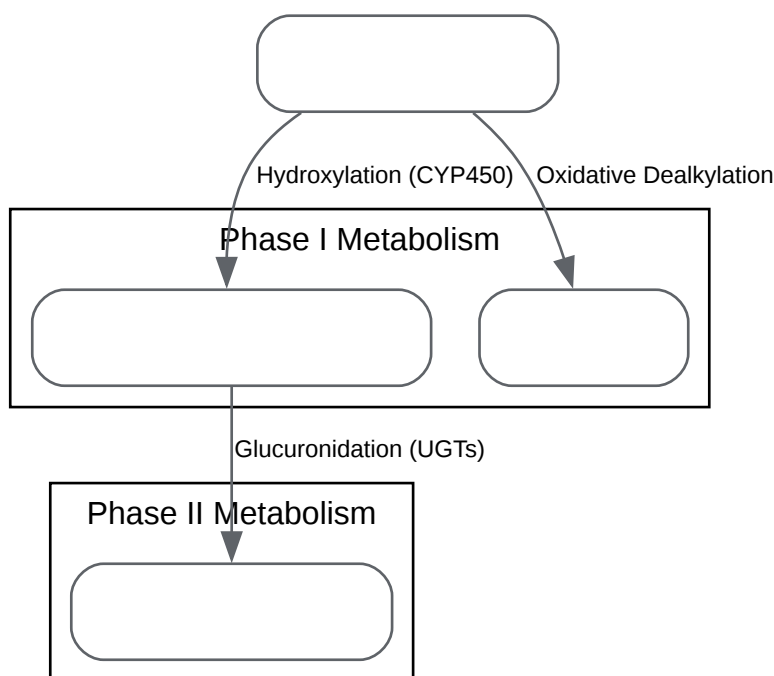 Hydroxylation (CYP450)
Oxidative Dealkylation
Phase I Metabolism
Glucuronidation (UGTs)
Phase II Metabolism